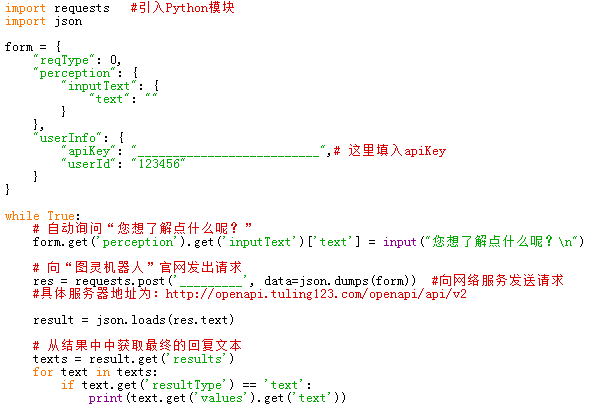 import requests   #引入Python模块
import json

form = {
    "reqType": 0,
    "perception": {
        "inputText": {
            "text": ""
        }
    },
    "userInfo": {
        "apiKey": "__________________________",# 这里填入apiKey
        "userId": "123456"
    }
}

while True:
    # 自动询问“您想了解点什么呢？”
    form.get('perception').get('inputText')['text'] = input("您想了解点什么呢？\n")

    # 向“图灵机器人”官网发出请求
    res = requests.post('_________', data=json.dumps(form))  #向网络服务发送请求
    #具体服务器地址为：http://openapi.tuling123.com/openapi/api/v2

    result = json.loads(res.text)

    # 从结果中中获取最终的回复文本
    texts = result.get('results')
    for text in texts:
        if text.get('resultType') == 'text':
            print(text.get('values').get('text'))